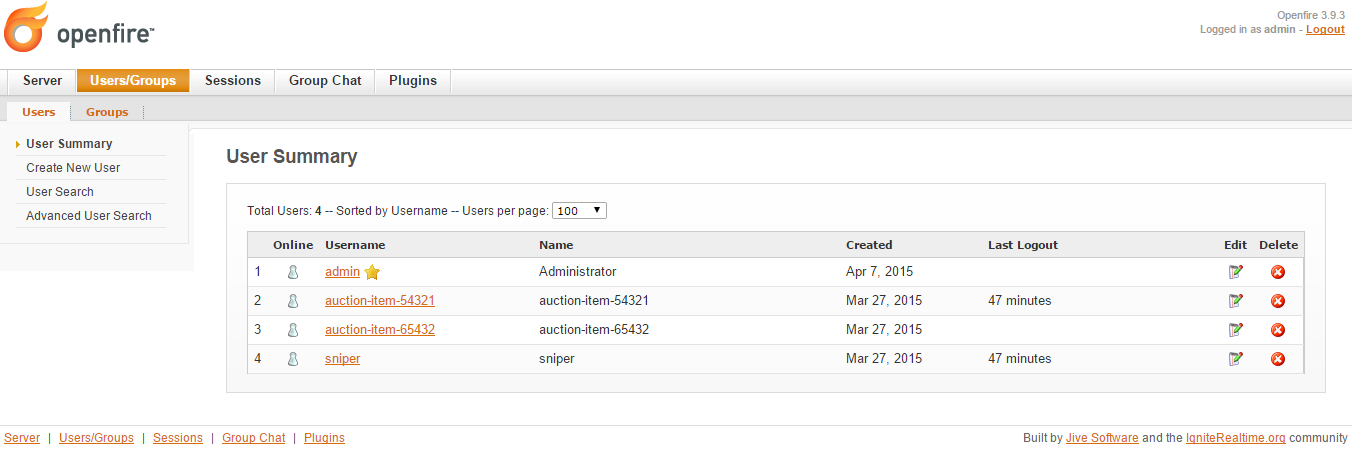 openfire™
Openfire 3.9.3
Logged in as admin - Logout
Server Users/Groups Sessions Group Chat Plugins
Users Groups
User Summary
Create New User
User Search
Advanced User Search
User Summary
Total Users: 4 -- Sorted by Username -- Users per page: 100
Online Username Name Created Last Logout Edit Delete
1 admin Administrator Apr 7, 2015
2 auction-item-54321 auction-item-54321 Mar 27, 2015 47 minutes
3 auction-item-65432 auction-item-65432 Mar 27, 2015
4 sniper sniper Mar 27, 2015 47 minutes
Server | Users/Groups | Sessions | Group Chat | Plugins
Built by Jive Software and the IgniteRealtime.org community